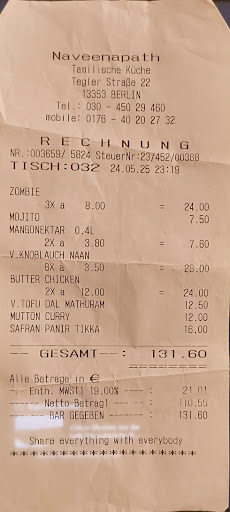 Naveenapath
Tamilische Küche
Tegler Straße 22
13353 BERLIN
Tel.: 030 - 450 29 460
mobile: 0176 - 40 20 27 32
R E C H N U N G
NR.:003659/ 5824 SteuerNr:23/452/00388
TISCH:032 24.05.25 23:19
ZOMBIE
3X a 8.00 = 24.00
MOJITO 7.50
MANGONEKTAR 0,4L
2X a 3.80 = 7.60
V.KNOBLAUCH NAAN
8X a 3.50 = 28.00
BUTTER CHICKEN
2X a 12.00 = 24.00
V.TOFU DAL MATHURAM 12.50
MUTTON CURRY 12.00
SAFRAN PANIR TIKKA 16.00
-- GESAMT--: 131.60
========
Alle Betrage in €
-- Enth. MWST1 19.00% ---- : 21.01
---- Netto Betrag1 ---- : 110.59
---- BAR GEGEBEN ---- : 131.60
Share everything with everybody
******************************